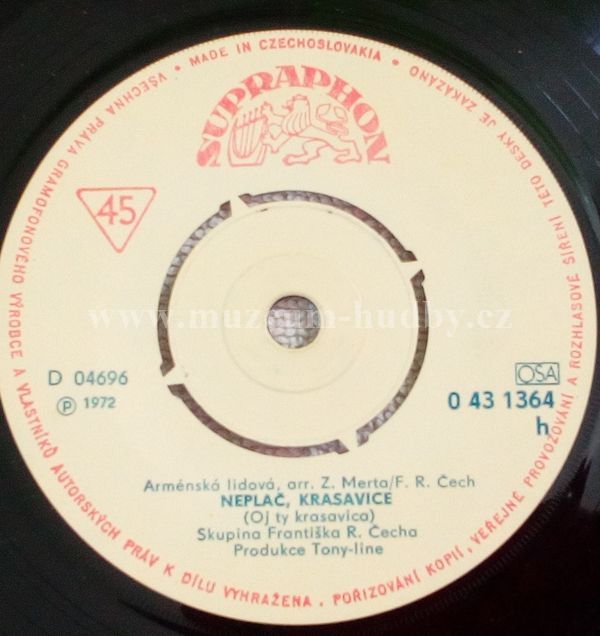 VŠECHNA PRÁVA GRAMOFONOVÉHO VÝROBCE A VLASTNÍKŮ AUTORSKÝCH PRÁV K DÍLU VYHRAŽENA . POŘIZOVÁNÍ KOPIÍ, VEŘEJNÉ PROVOZOVÁNÍ A ROZHLASOVÉ ŠÍŘENÍ TÉTO DESKY JE ZAKÁZÁNO • MADE IN CZECHOSLOVAKIA •
SUPRAPHON
45
www.muzeum-hudby.cz
D 04696
Ⓟ 1972
OSA
0 43 1364
h
Arménská lidová, arr. Z. Merta/F. R. Čech
NEPLAČ, KRASAVICE
(Oj ty krasavica)
Skupina Františka R. Čecha
Produkce Tony-line